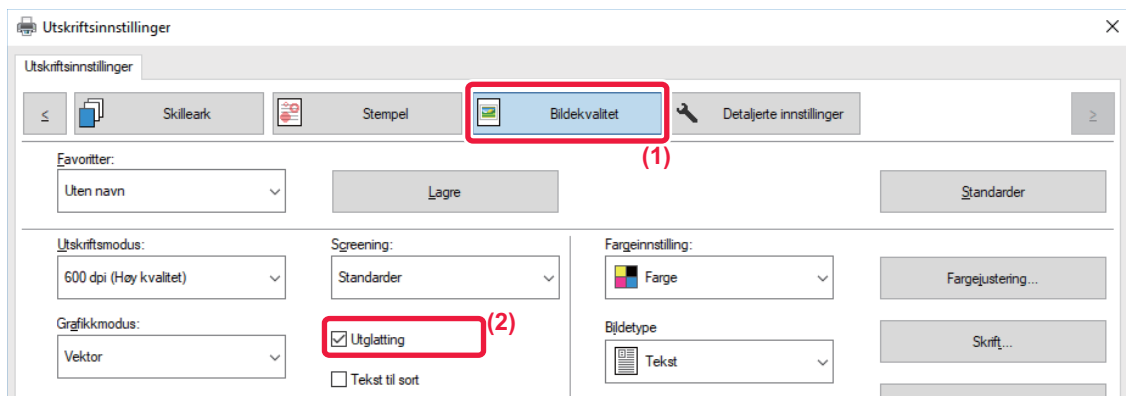 Utskriftsinnstillinger
Utskriftsinnstillinger
< Skilleark Stempel Bildekvalitet Detaljerte innstillinger >
(1)
Favoritter:
Uten navn Lagre Standarder
Utskriftsmodus: Screening: Fargeinnstilling:
600 dpi (Høy kvalitet) Standarder Farge Fargejustering...
Grafikkmodus: (2) Bildetype
Utglatting Skrift...
Vektor Tekst
Tekst til sort